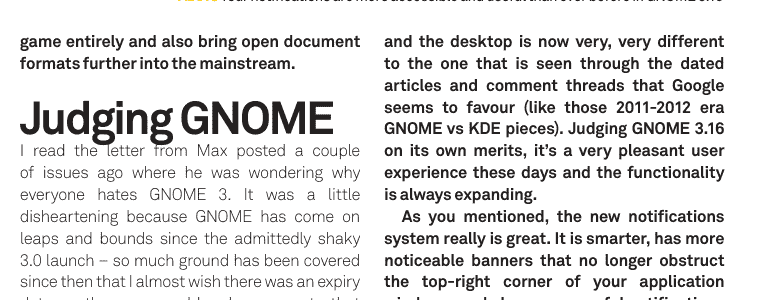 game entirely and also bring open document
formats further into the mainstream.
Judging GNOME
I read the letter from Max posted a couple
of issues ago where he was wondering why
everyone hates GNOME 3. It was a little
disheartening because GNOME has come on
leaps and bounds since the admittedly shaky
3.0 launch – so much ground has been covered
since then that I almost wish there was an expiry
and the desktop is now very, very different
to the one that is seen through the dated
articles and comment threads that Google
seems to favour (like those 2011-2012 era
GNOME vs KDE pieces). Judging GNOME 3.16
on its own merits, it's a very pleasant user
experience these days and the functionality
is always expanding.
As you mentioned, the new notifications
system really is great. It is smarter, has more
noticeable banners that no longer obstruct
the top-right corner of your application